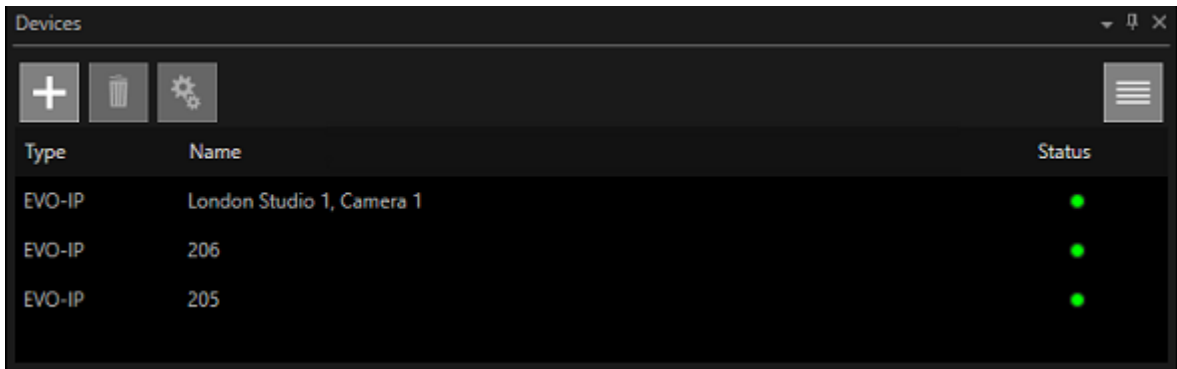 Devices
Type Name Status
EVO-IP London Studio 1, Camera 1
EVO-IP 206
EVO-IP 205